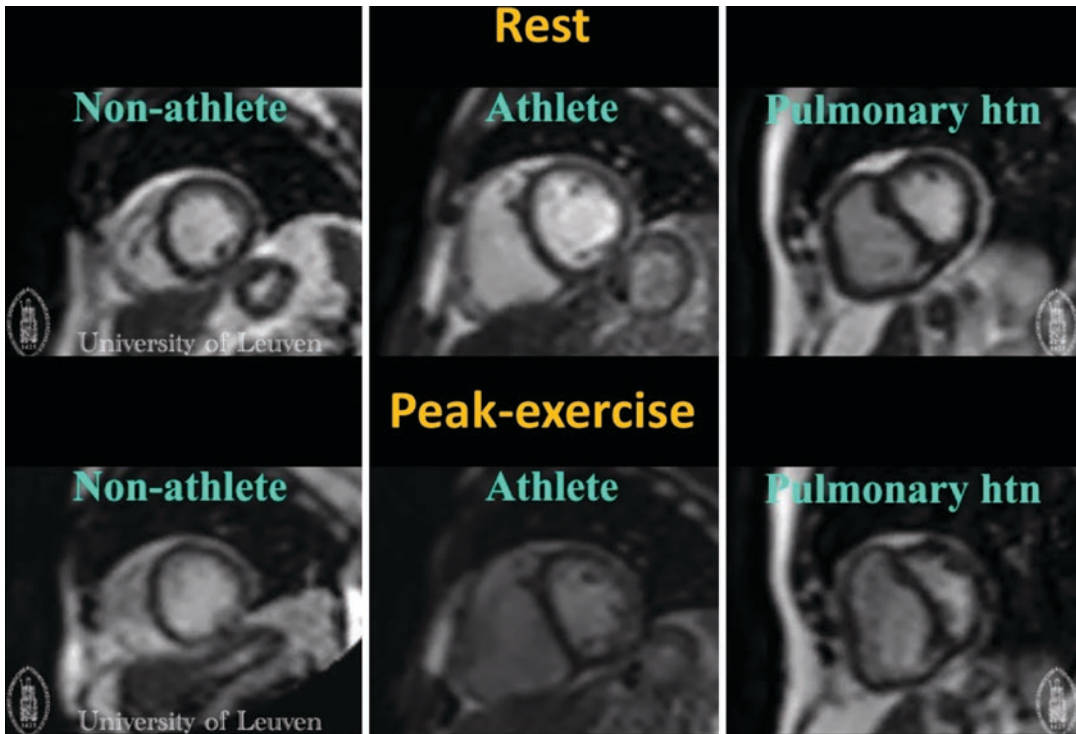 Rest
Non-athlete
Athlete
Pulmonary htn
University of Leuven
Peak-exercise
Non-athlete
Athlete
Pulmonary htn
University of Leuven